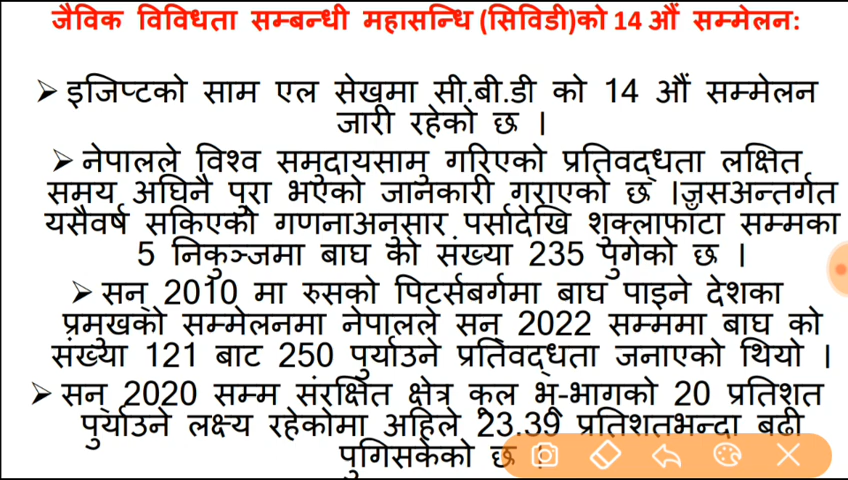 जैविक विविधता सम्बन्धी महासन्धि (सिविडी)को 14 औं सम्मेलन:
➢ इजिप्टको साम एल सेखमा सी.बी.डी को 14 औं सम्मेलन
जारी रहेको छ ।
➢ नेपालले विश्व समुदायसामु गरिएको प्रतिवद्धता लक्षित
समय अघिनै पुरा भएको जानकारी गराएको छ ।जसअन्तर्गत
यसैवर्ष सकिएको गणनाअनुसार पर्सादेखि शुक्लाफाँटा सम्मका
5 निकुञ्जमा बाघ को संख्या 235 पुगेको छ ।
➢ सन् 2010 मा रुसको पिटर्सबर्गमा बाघ पाइने देशका
प्रमुखको सम्मेलनमा नेपालले सन् 2022 सम्ममा बाघ को
संख्या 121 बाट 250 पुर्याउने प्रतिवद्धता जनाएको थियो ।
➢ सन् 2020 सम्म संरक्षित क्षेत्र कूल भू-भागको 20 प्रतिशत
पुर्याउने लक्ष्य रहेकोमा अहिले 23.39 प्रतिशतभन्दा बढी
पुगिसकेको छ ।